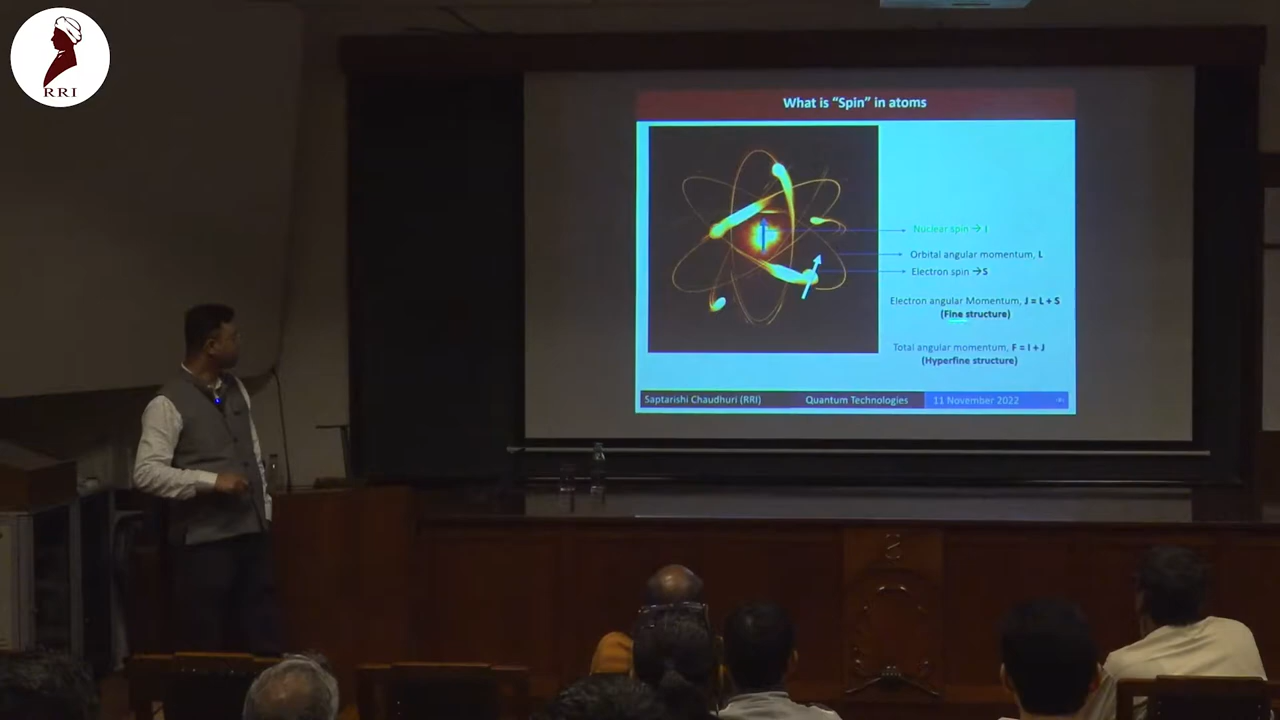 RRI
What is “Spin” in atoms
Nuclear spin → I
Orbital angular momentum, L
Electron spin → S
Electron angular Momentum, J = L + S
(Fine structure)
Total angular momentum, F = I + J
(Hyperfine structure)
Saptarishi Chaudhuri (RRI) Quantum Technologies 11 November 2022